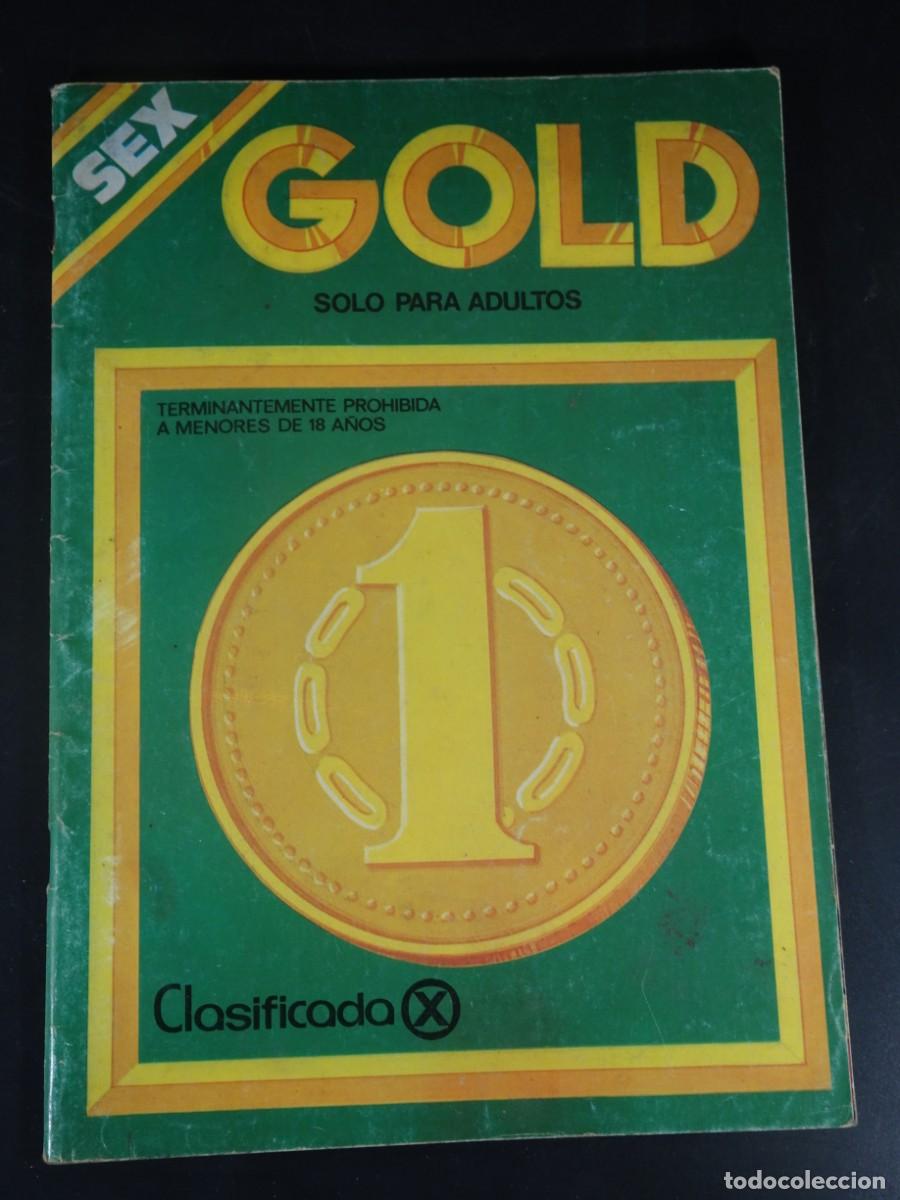 SEX
GOLD
SOLO PARA ADULTOS
TERMINANTEMENTE PROHIBIDA
A MENORES DE 18 AÑOS
1
Clasificada X
todocoleccion